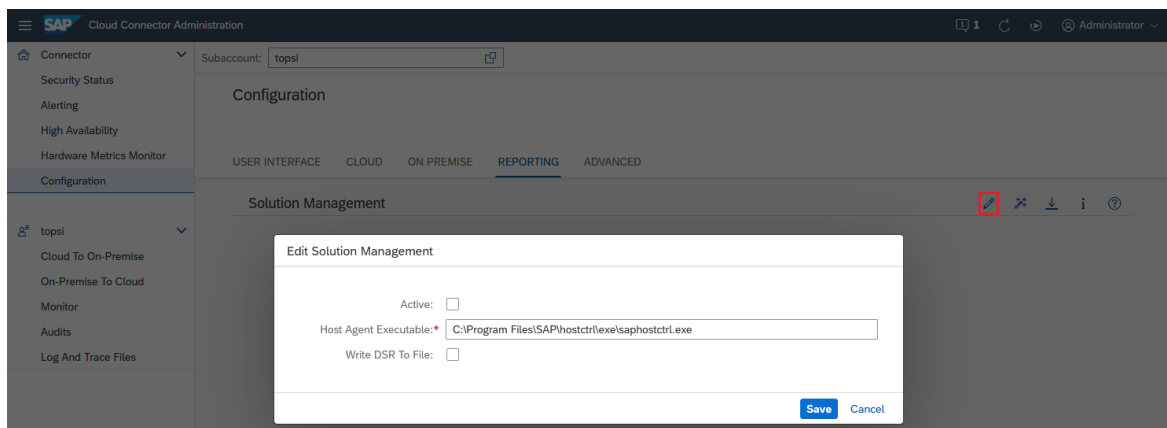 SAP Cloud Connector Administration
1
Administrator
Connector
Security Status
Alerting
High Availability
Hardware Metrics Monitor
Configuration
topsi
Cloud To On-Premise
On-Premise To Cloud
Monitor
Audits
Log And Trace Files
Subaccount: topsi
Configuration
USER INTERFACE CLOUD ON PREMISE REPORTING ADVANCED
Solution Management
Edit Solution Management
Active:
Host Agent Executable:* C:\Program Files\SAP\hostctrl\exe\saphostctrl.exe
Write DSR To File:
Save Cancel